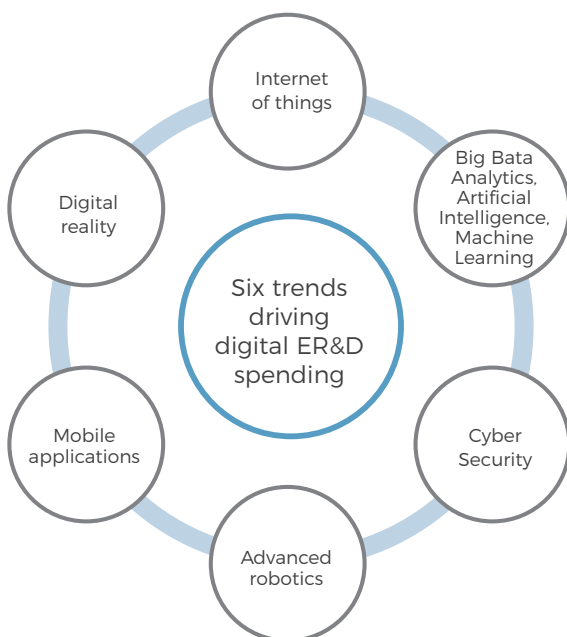 Internet
of things
Big Bata
Analytics,
Artificial
Intelligence,
Machine
Learning
Digital
reality
Six trends
driving
digital ER&D
spending
Mobile
applications
Cyber
Security
Advanced
robotics